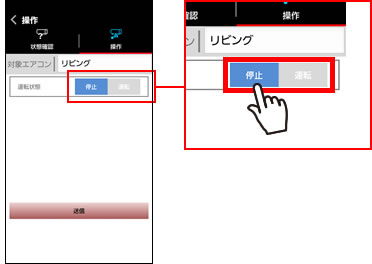 操作
状態確認 操作
対象エアコン リビング
運転状態 停止 運転
送信
確認 操作
ン リビング
停止 運転